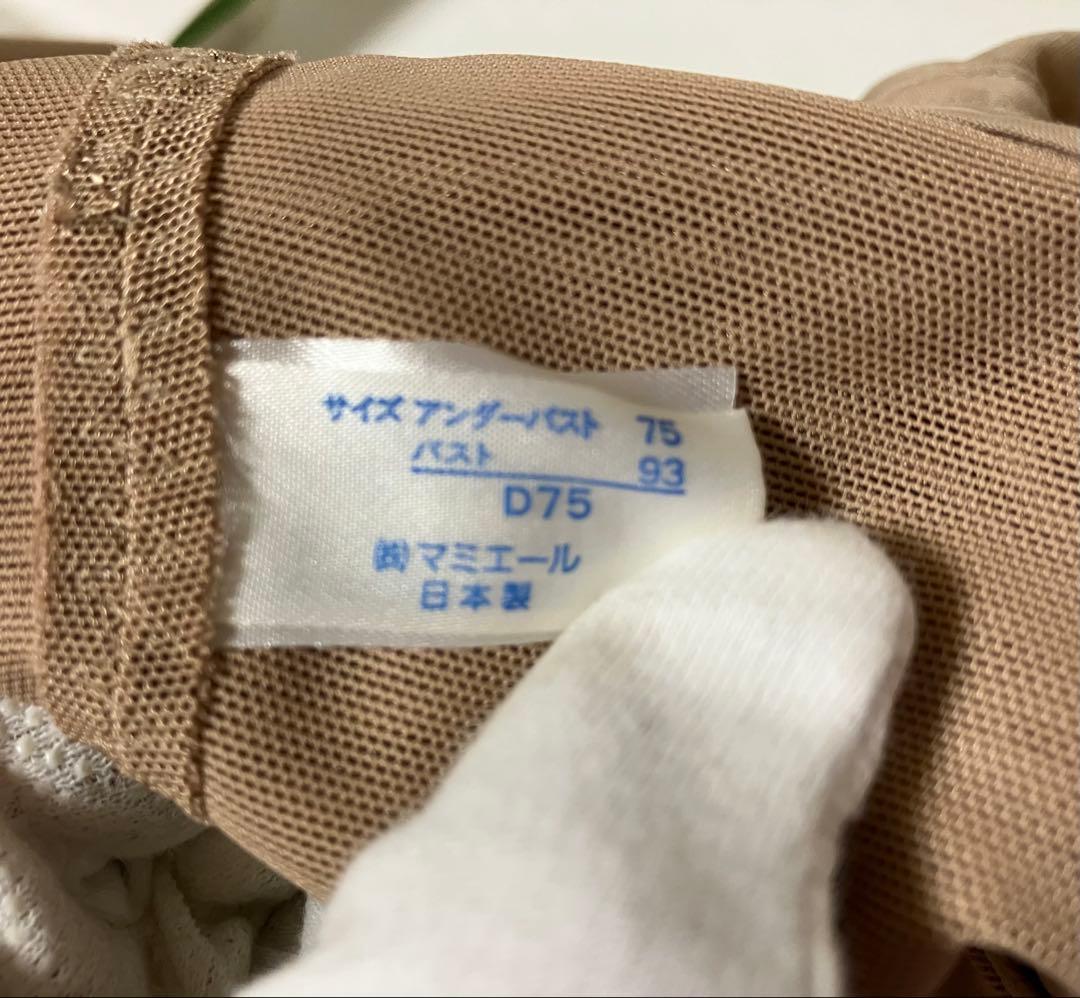 サイズ アンダーバスト 75
バスト 93
D75
㈱マミエール
日本製